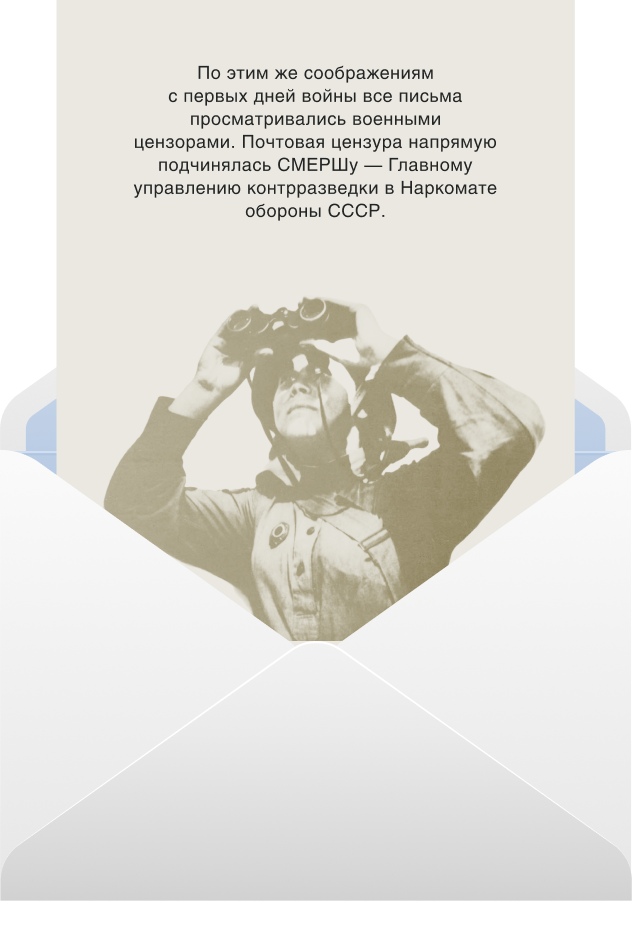 По этим же соображениям
с первых дней войны все письма
просматривались военными
цензорами. Почтовая цензура напрямую
подчинялась СМЕРШу — Главному
управлению контрразведки в Наркомате
обороны СССР.